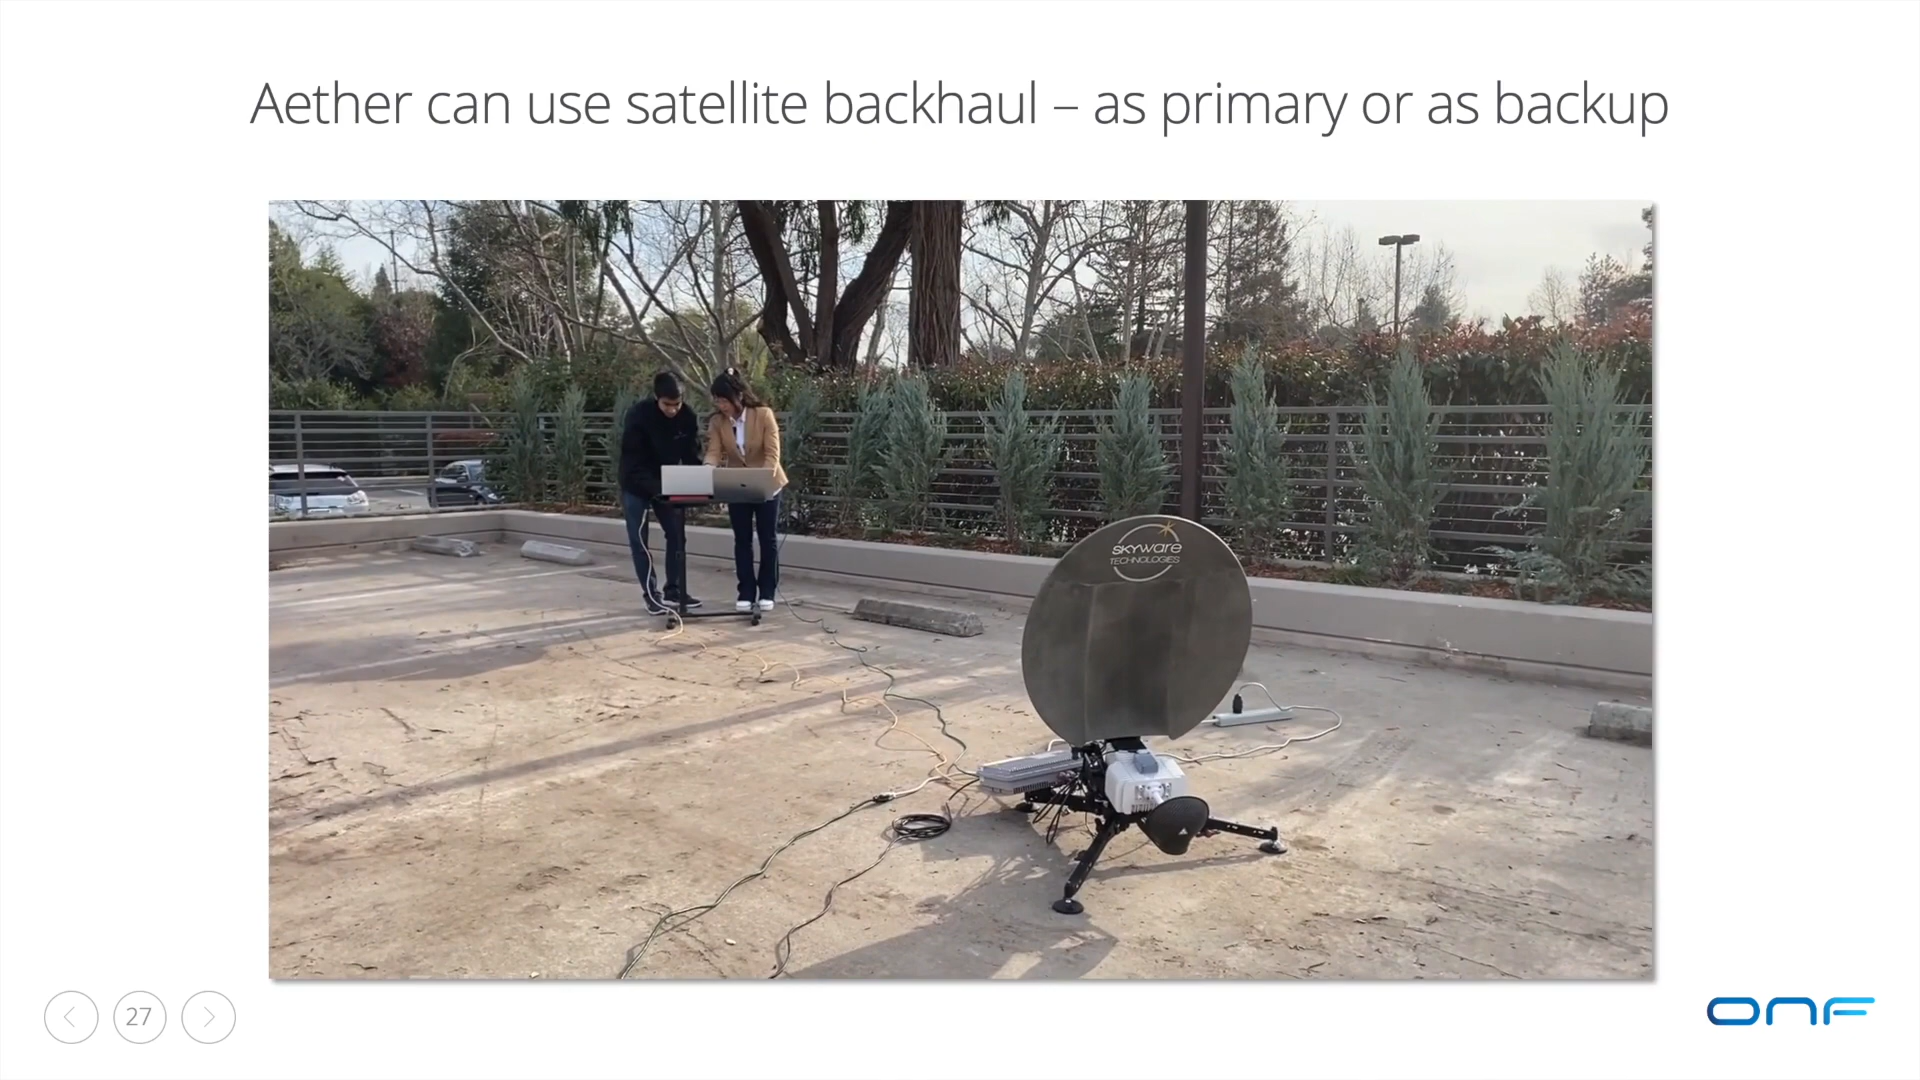 Aether can use satellite backhaul – as primary or as backup
SKYWARE
TECHNOLOGIES
27
ONF